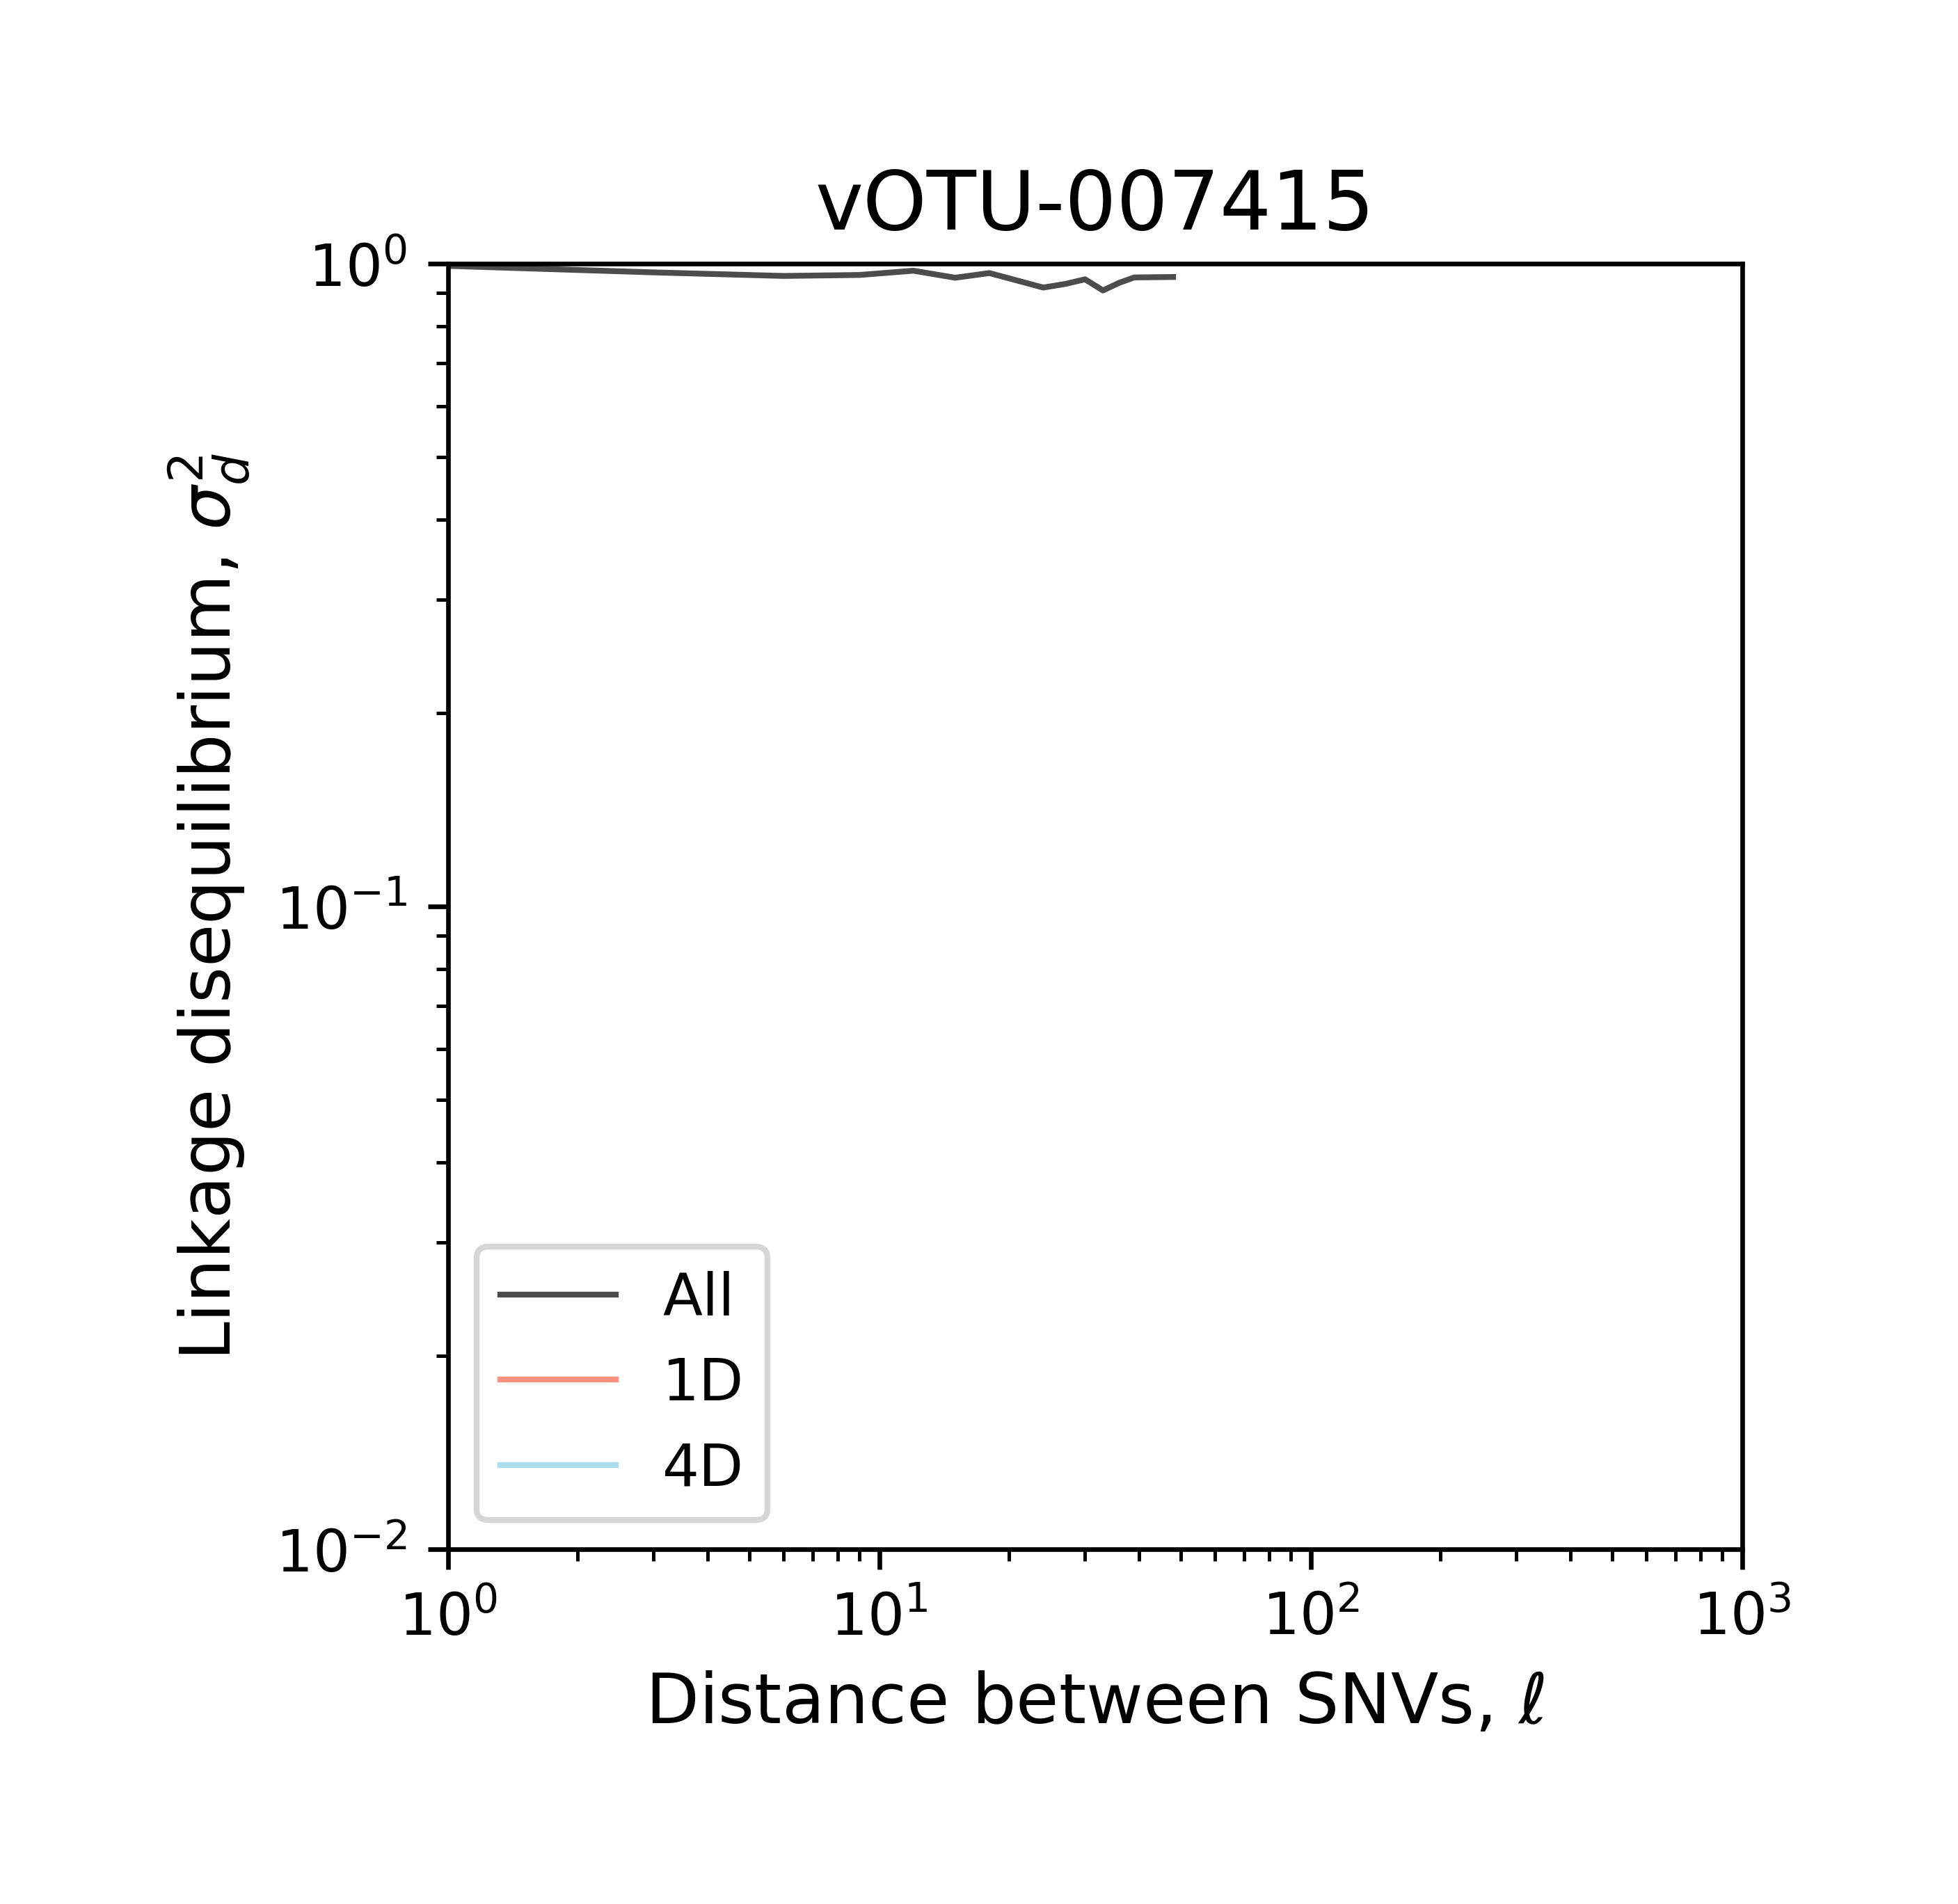 vOTU-007415
Linkage disequilibrium, σ_d^2
10^0
10^−1
10^−2
All
1D
4D
10^0 10^1 10^2 10^3
Distance between SNVs, ℓ